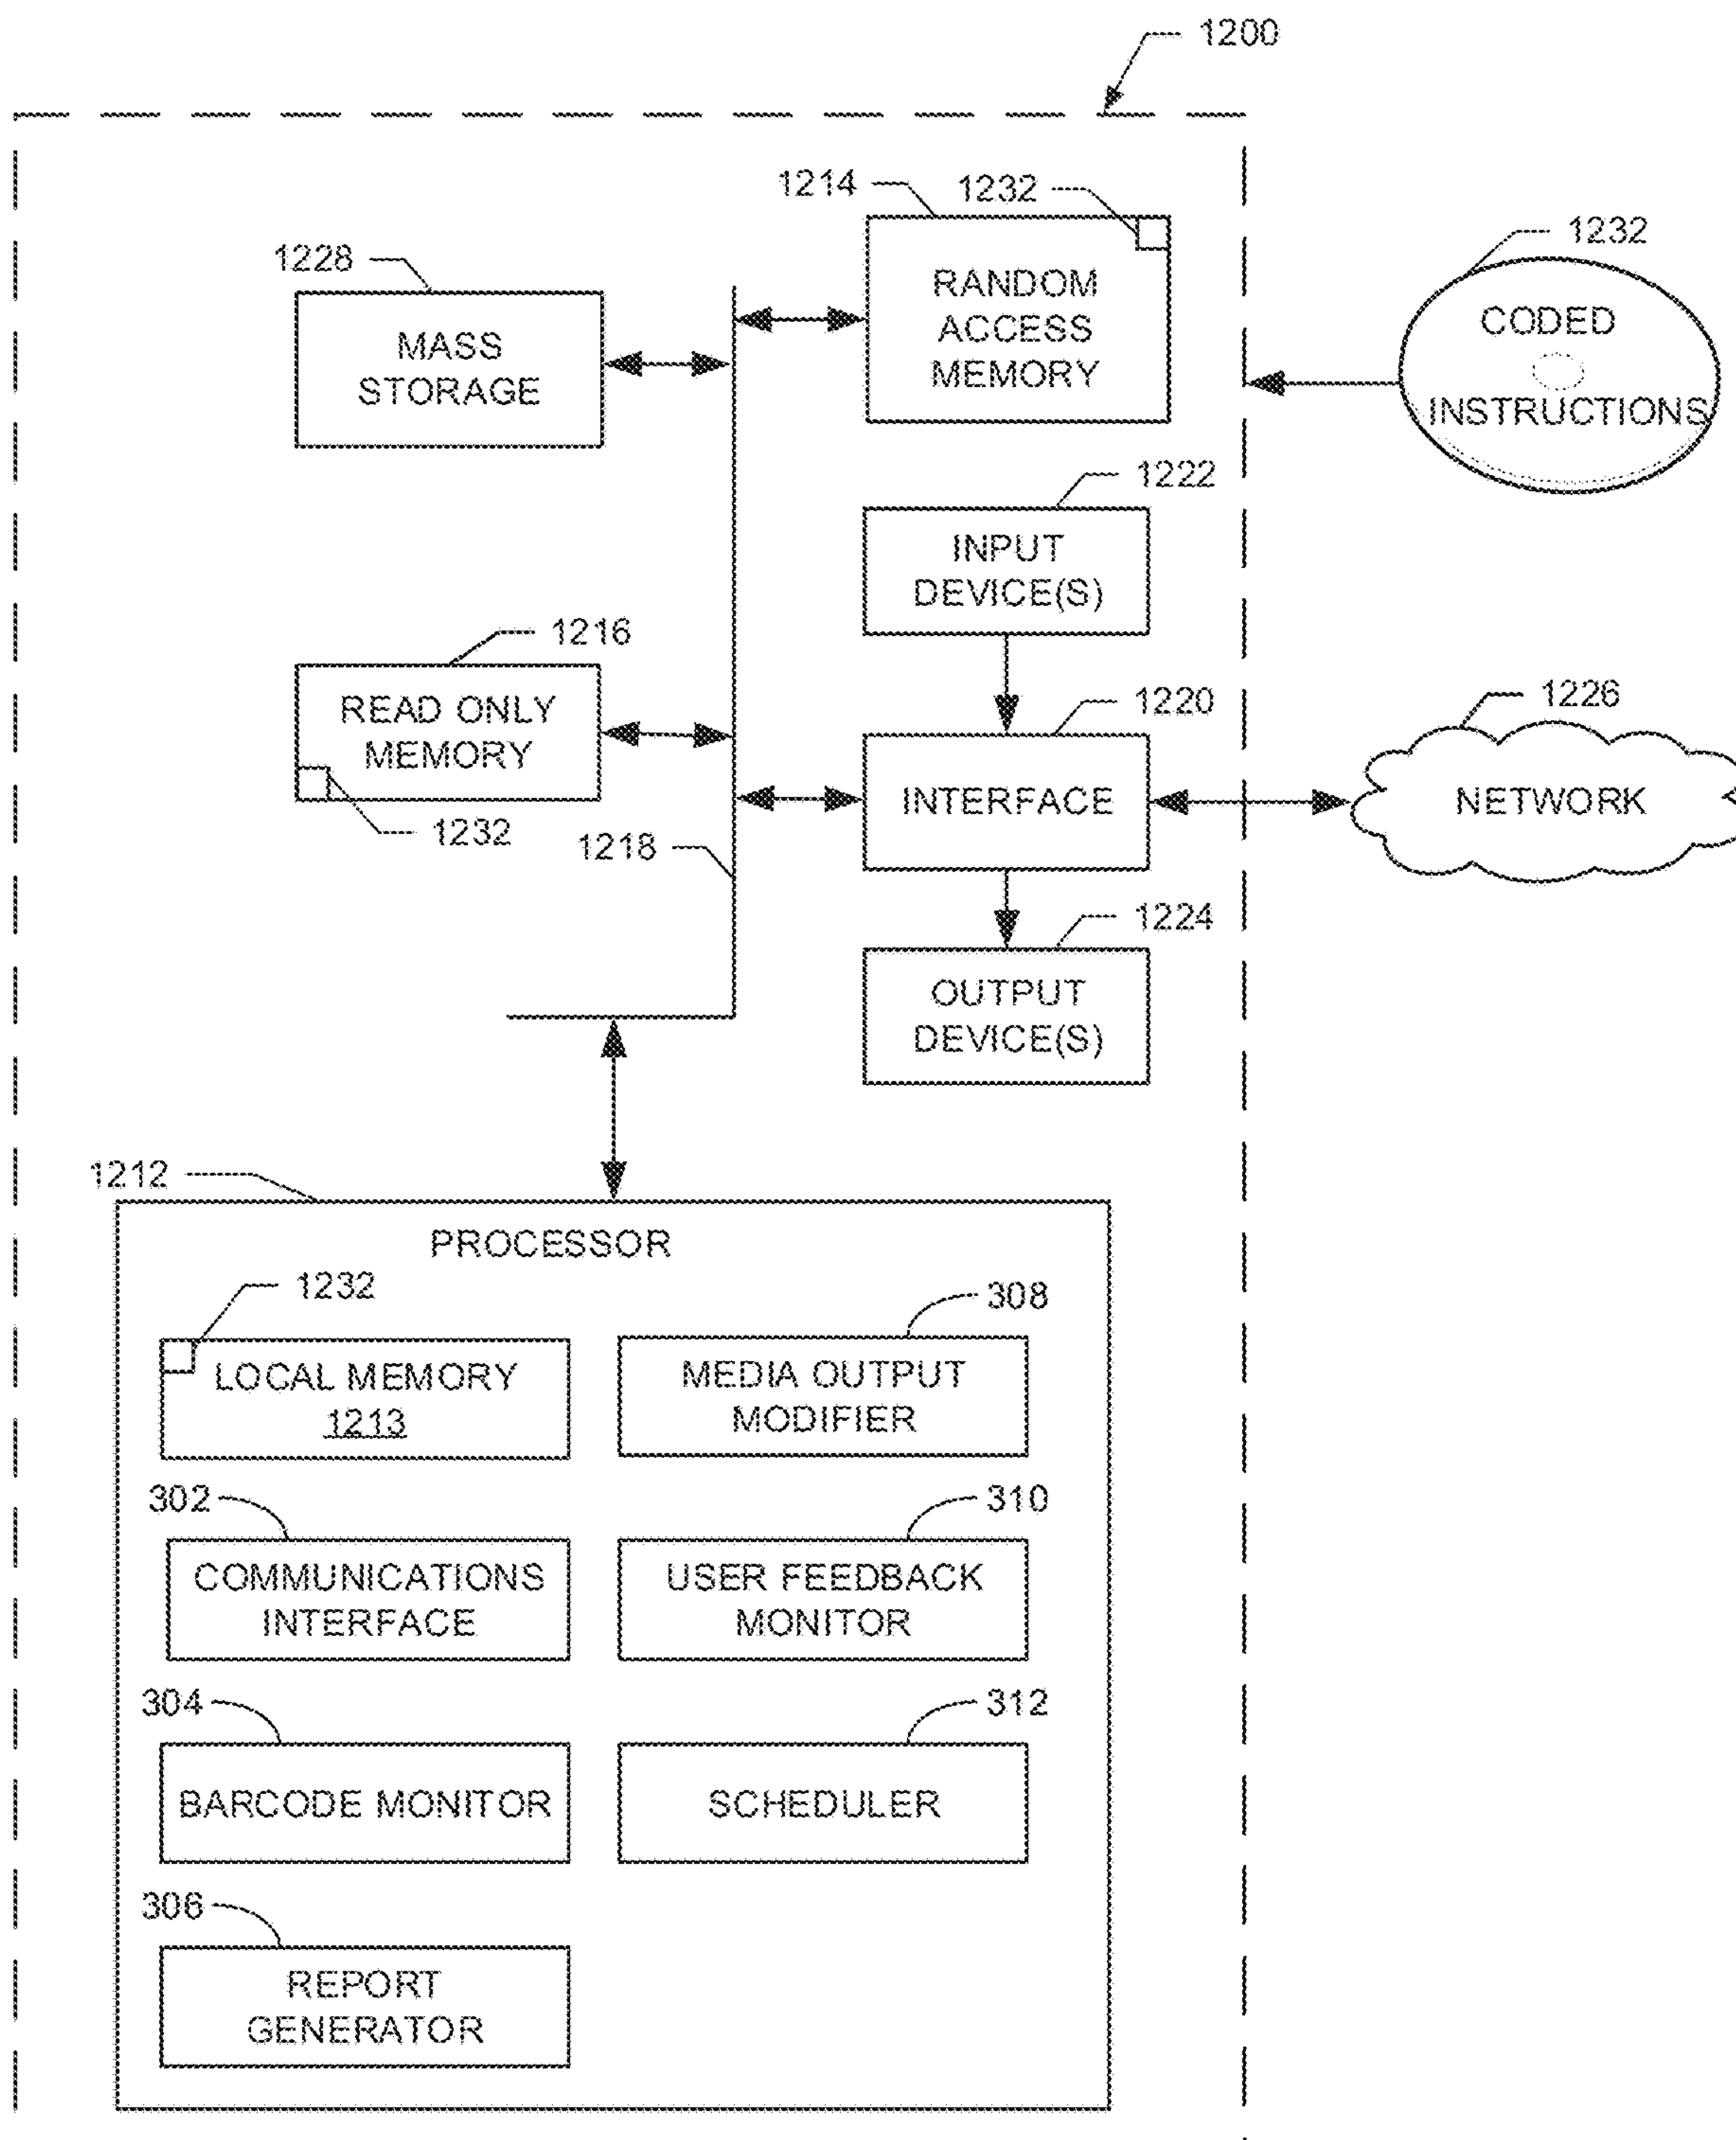 1200
1214
1232
1228
RANDOM
ACCESS
MEMORY
MASS
STORAGE
1232
CODED
INSTRUCTIONS
1222
INPUT
DEVICE(S)
1216
READ ONLY
MEMORY
1232
1218
1220
INTERFACE
1226
NETWORK
1224
OUTPUT
DEVICE(S)
1212
PROCESSOR
1232
LOCAL MEMORY
1213
308
MEDIA OUTPUT
MODIFIER
302
COMMUNICATIONS
INTERFACE
310
USER FEEDBACK
MONITOR
304
BARCODE MONITOR
312
SCHEDULER
306
REPORT
GENERATOR